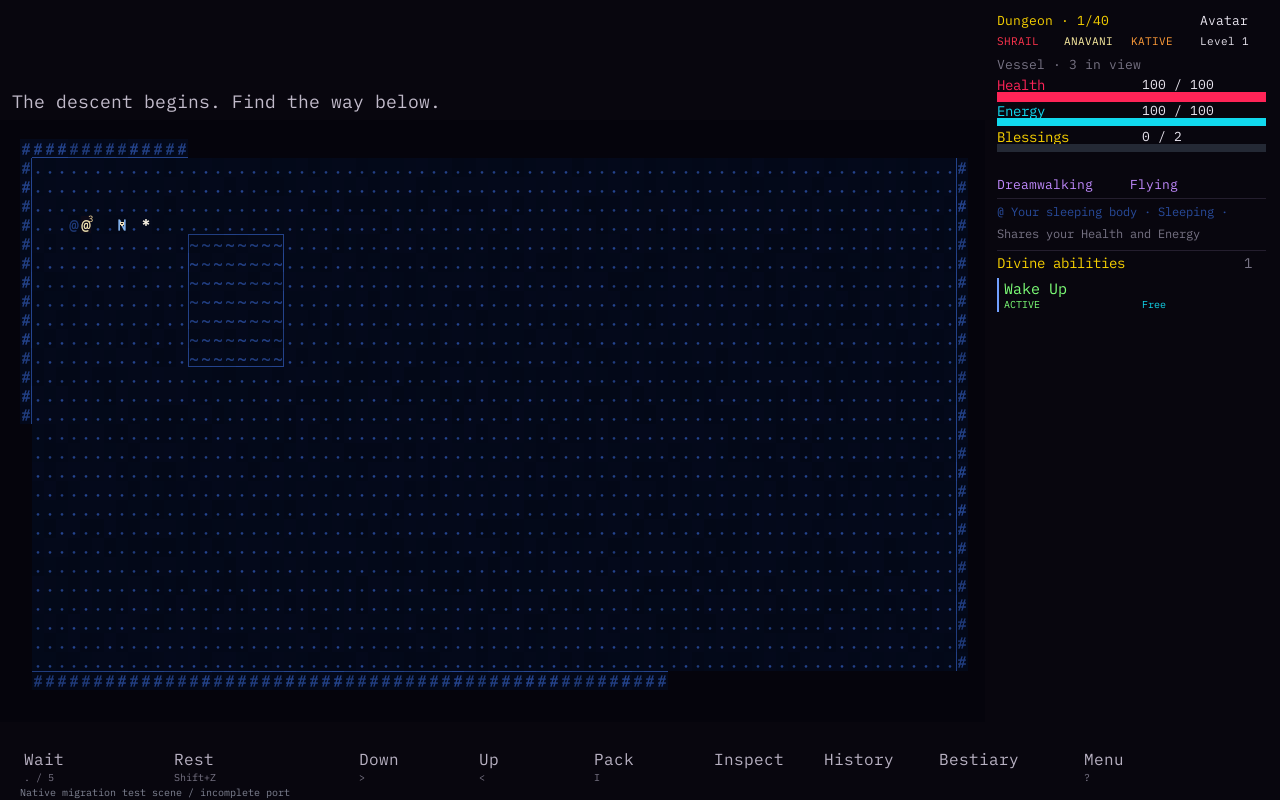 Dungeon · 1/40 Avatar
SHRAIL ANAVANI KATIVE Level 1
Vessel · 3 in view
Health 100 / 100
The descent begins. Find the way below.
Energy 100 / 100
Blessings 0 / 2
Dreamwalking Flying
@ Your sleeping body · Sleeping ·
Shares your Health and Energy
Divine abilities 1
Wake Up
ACTIVE Free
Wait Rest Down Up Pack Inspect History Bestiary Menu
. / 5 Shift+Z > < I ?
Native migration test scene / incomplete port